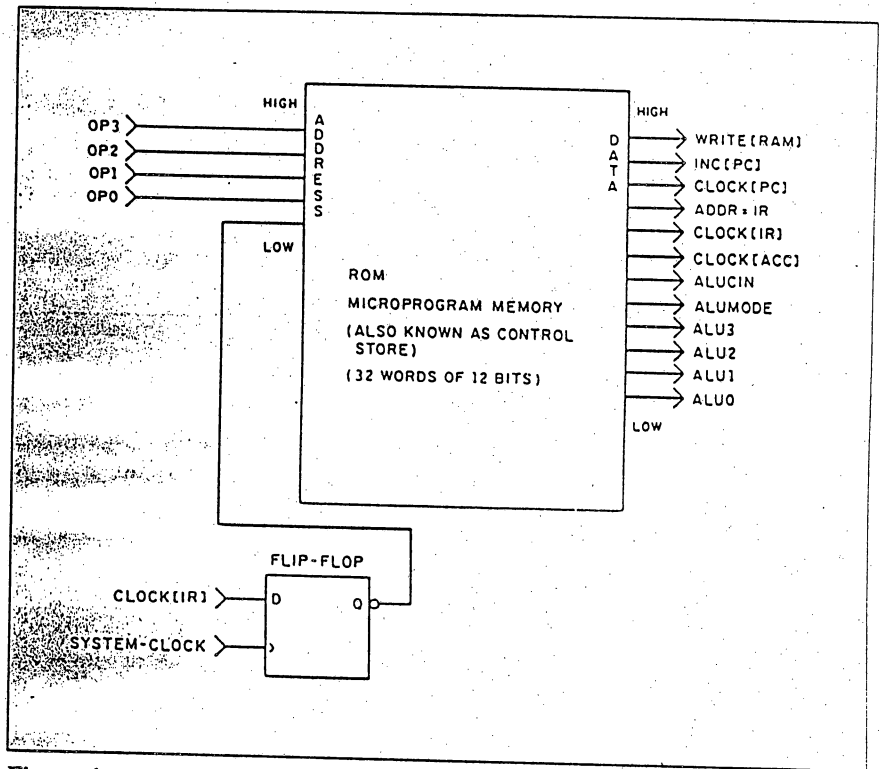 HIGH
ADDRESS
OP3
OP2
OP1
OP0
LOW
HIGH
DATA
WRITE[RAM]
INC[PC]
CLOCK[PC]
ADDR=IR
CLOCK[IR]
CLOCK[ACC]
ALUCIN
ALUMODE
ALU3
ALU2
ALU1
ALU0
LOW
ROM
MICROPROGRAM MEMORY
(ALSO KNOWN AS CONTROL
STORE)
(32 WORDS OF 12 BITS)
FLIP-FLOP
CLOCK[IR]
D
Q
SYSTEM-CLOCK